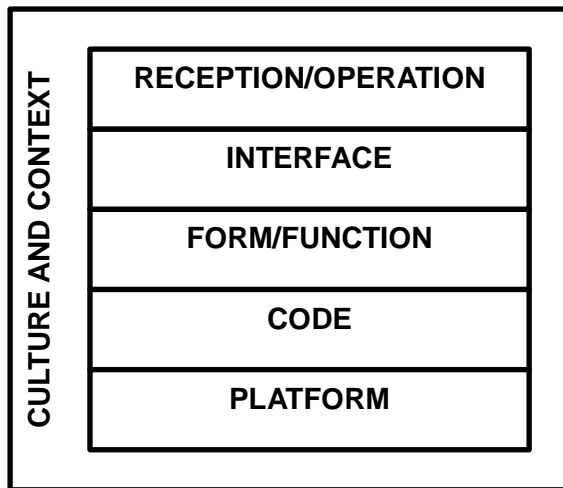 CULTURE AND CONTEXT
RECEPTION/OPERATION
INTERFACE
FORM/FUNCTION
CODE
PLATFORM